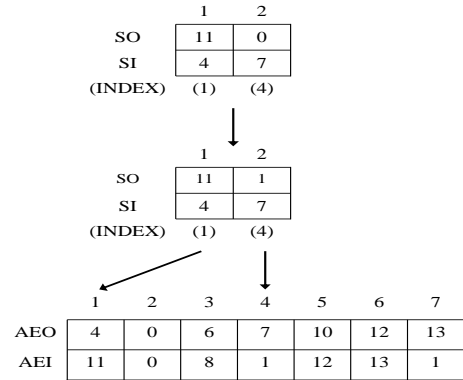 1 2
SO 11 0
SI 4 7
(INDEX) (1) (4)
1 2
SO 11 1
SI 4 7
(INDEX) (1) (4)
1 2 3 4 5 6 7
AEO 4 0 6 7 10 12 13
AEI 11 0 8 1 12 13 1